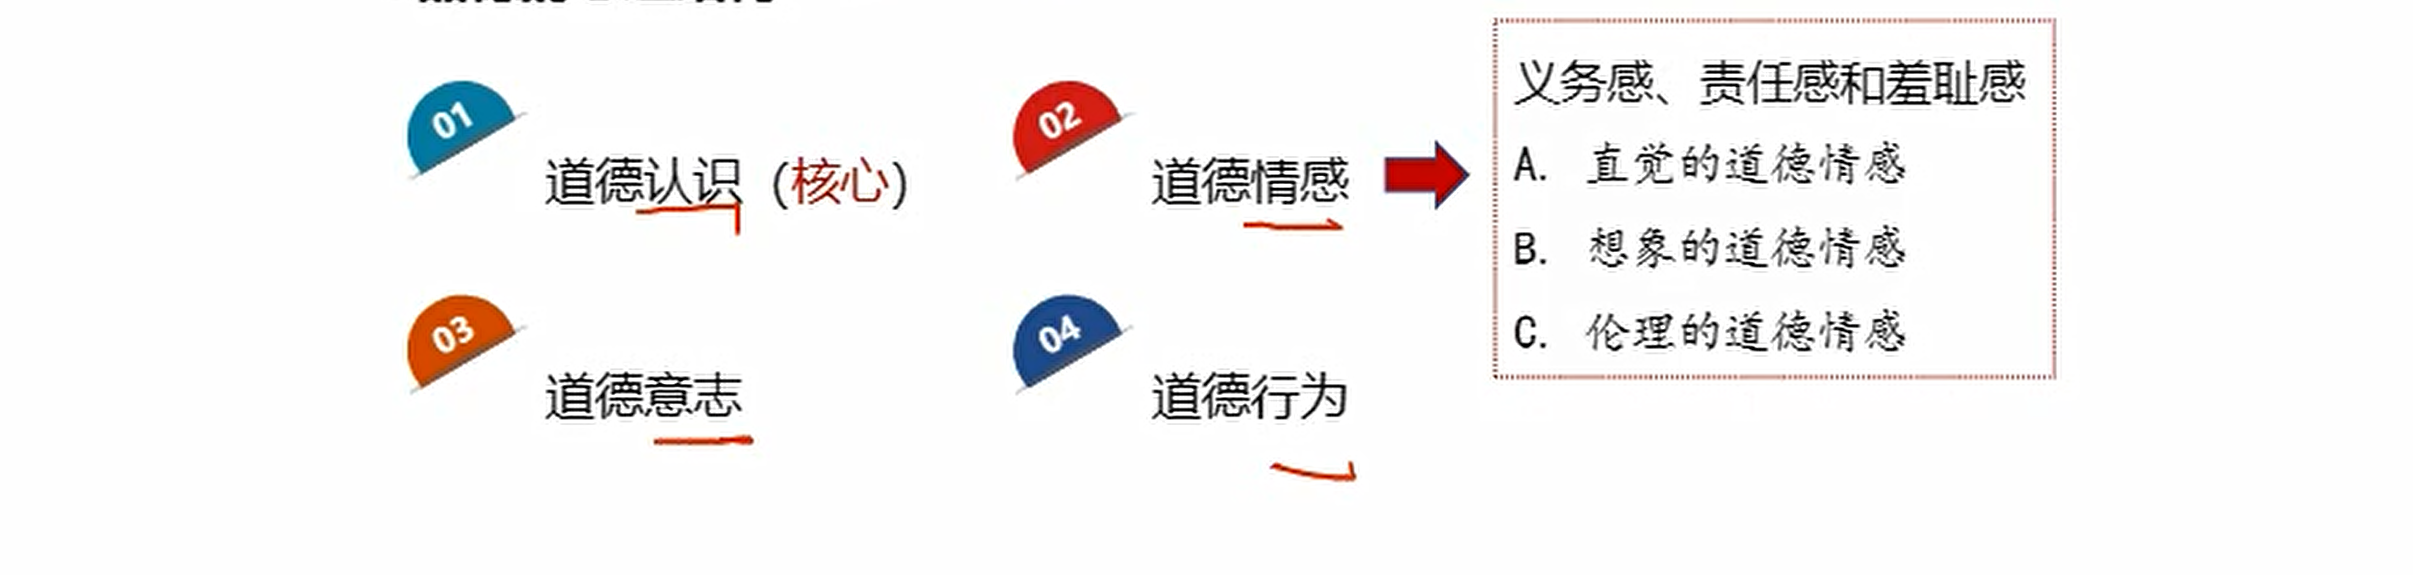 01
道德认识（核心）
02
道德情感
义务感、责任感和羞耻感
A. 直觉的道德情感
B. 想象的道德情感
C. 伦理的道德情感
03
道德意志
04
道德行为